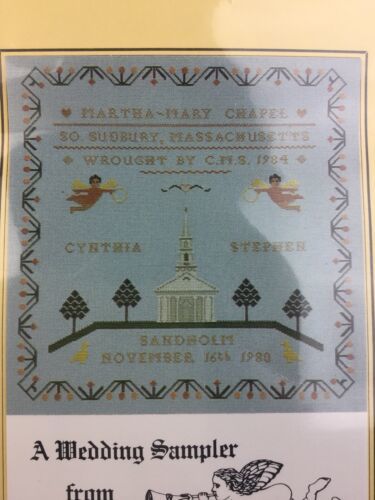 MARTHA-MARY CHAPEL
SO SUDBURY, MASSACHUSETTS
WROUGHT BY C.M.S. 1984
CYNTHIA STEPHEN
SANDHOLM
NOVEMBER 16th 1980
A Wedding Sampler
from